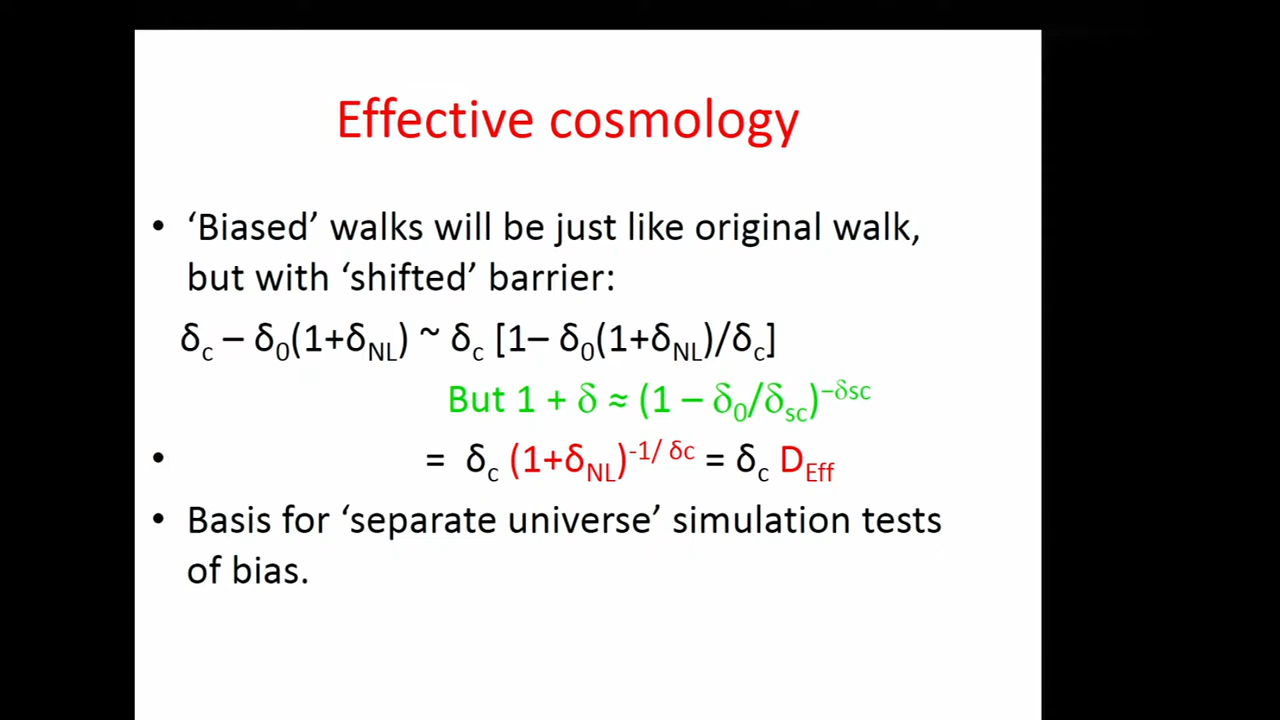 Effective cosmology
• ‘Biased’ walks will be just like original walk,
but with ‘shifted’ barrier:
δc – δ0(1+δNL) ~ δc [1– δ0(1+δNL)/δc]
But 1 + δ ≈ (1 – δ0/δsc)^–δsc
• = δc (1+δNL)^-1/ δc = δc DEff
• Basis for ‘separate universe’ simulation tests
of bias.